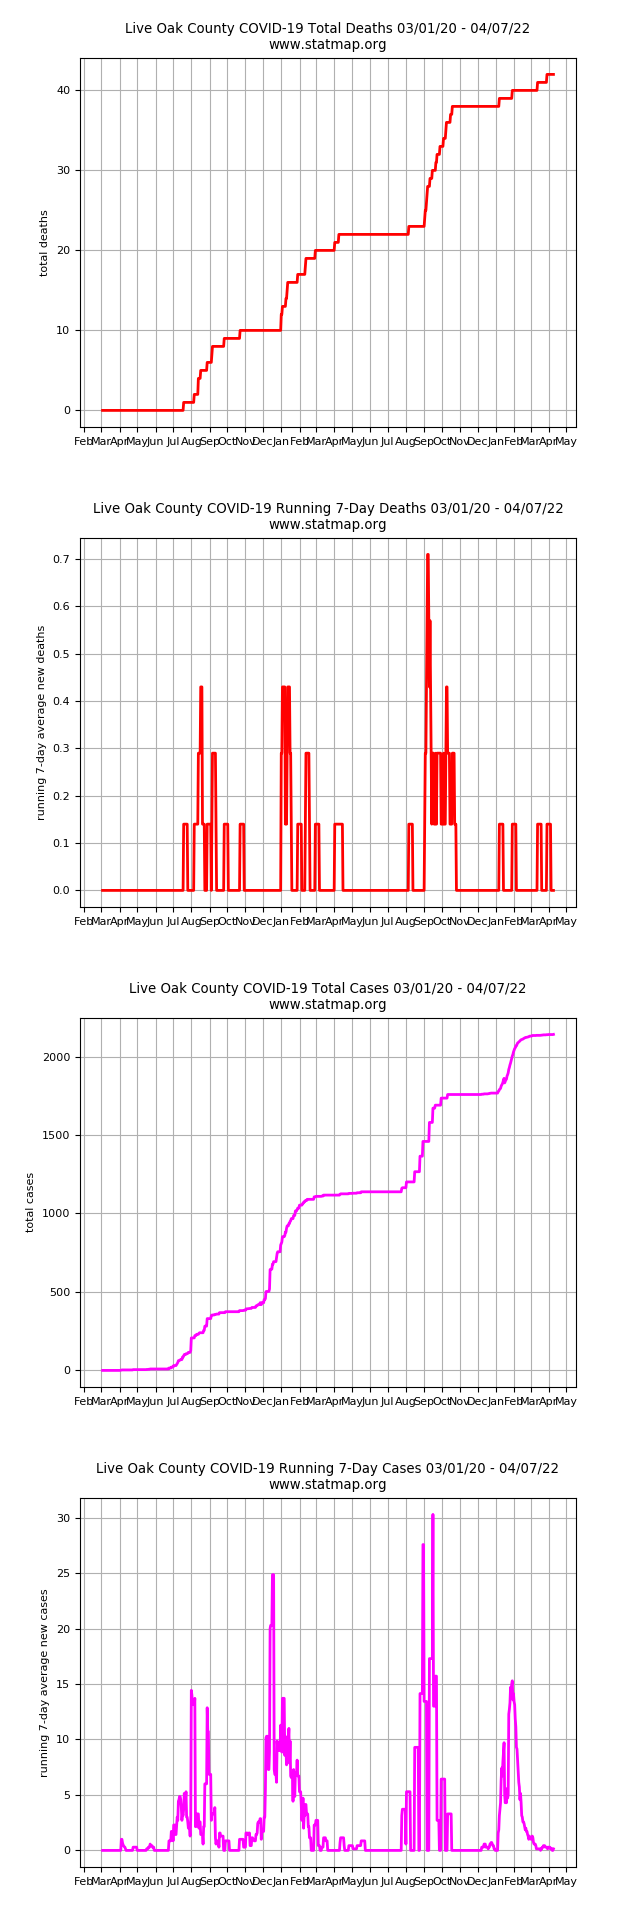 Live Oak County COVID-19 Total Deaths 03/01/20 - 04/07/22
www.statmap.org
total deaths
40
30
20
10
0
Feb Mar Apr May Jun Jul Aug Sep Oct Nov Dec Jan Feb Mar Apr May Jun Jul Aug Sep Oct Nov Dec Jan Feb Mar Apr May
Live Oak County COVID-19 Running 7-Day Deaths 03/01/20 - 04/07/22
www.statmap.org
running 7-day average new deaths
0.7
0.6
0.5
0.4
0.3
0.2
0.1
0.0
Feb Mar Apr May Jun Jul Aug Sep Oct Nov Dec Jan Feb Mar Apr May Jun Jul Aug Sep Oct Nov Dec Jan Feb Mar Apr May
Live Oak County COVID-19 Total Cases 03/01/20 - 04/07/22
www.statmap.org
total cases
2000
1500
1000
500
0
Feb Mar Apr May Jun Jul Aug Sep Oct Nov Dec Jan Feb Mar Apr May Jun Jul Aug Sep Oct Nov Dec Jan Feb Mar Apr May
Live Oak County COVID-19 Running 7-Day Cases 03/01/20 - 04/07/22
www.statmap.org
running 7-day average new cases
30
25
20
15
10
5
0
Feb Mar Apr May Jun Jul Aug Sep Oct Nov Dec Jan Feb Mar Apr May Jun Jul Aug Sep Oct Nov Dec Jan Feb Mar Apr May